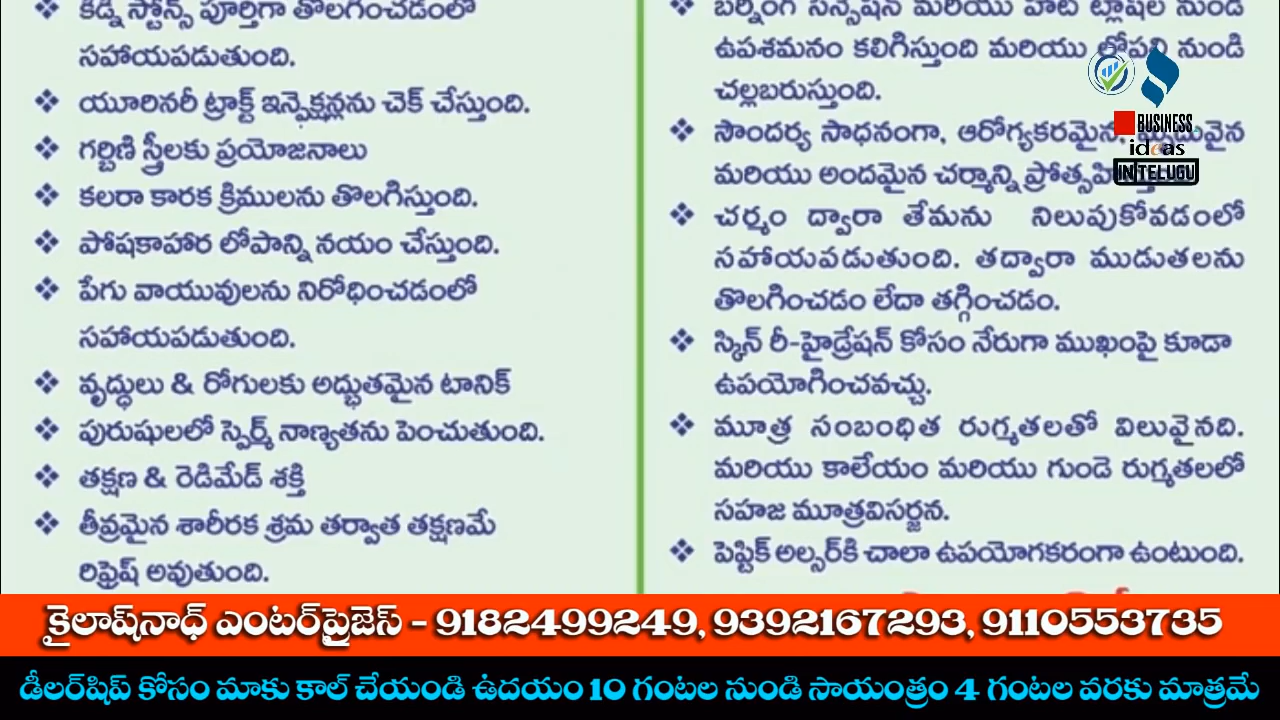 కిడ్నీ స్టోన్స్ పూర్తిగా తొలగించడంలో
సహాయపడుతుంది.
❖ యూరినరీ ట్రాక్ట్ ఇన్ఫెక్షన్లను చెక్ చేస్తుంది.
❖ గర్భిణి స్త్రీలకు ప్రయోజనాలు
❖ కలరా కారక క్రిములను తొలగిస్తుంది.
❖ పోషకాహార లోపాన్ని నయం చేస్తుంది.
❖ పేగు వాయువులను నిరోధించడంలో
సహాయపడుతుంది.
❖ వృద్ధులు & రోగులకు అద్భుతమైన టానిక్
❖ పురుషులలో స్పెర్మ్ నాణ్యతను పెంచుతుంది.
❖ తక్షణ & రెడిమేడ్ శక్తి
❖ తీవ్రమైన శారీరక శ్రమ తర్వాత తక్షణమే
రిఫ్రెష్ అవుతుంది.
❖ బర్నింగ్ సెన్సేషన్ మరియు హాట్ ఫ్లాషెల నుండి
ఉపశమనం కలిగిస్తుంది మరియు లోపలి నుండి
చల్లబరుస్తుంది.
❖ సౌందర్య సాధనంగా, ఆరోగ్యకరమైన,
మరియు అందమైన చర్మాన్ని
❖ చర్మం ద్వారా తేమను నిలుపుకోవడంలో
సహాయపడుతుంది. తద్వారా ముడుతలను
తొలగించడం లేదా తగ్గించడం.
❖ స్కిన్ రీ-హైడ్రేషన్ కోసం నేరుగా ముఖంపై కూడా
ఉపయోగించవచ్చు.
❖ మూత్ర సంబంధిత రుగ్మతలతో విలువైనది.
మరియు కాలేయం మరియు గుండె రుగ్మతలలో
సహజ మూత్రవిసర్జన.
❖ పెప్టిక్ అల్సర్‌కి చాలా ఉపయోగకరంగా ఉంటుంది.
BUSINESS
ideas
IN TELUGU
కైలాష్‌నాధ్ ఎంటర్‌ప్రైజెస్ - 9182499249, 9392167293, 9110553735
డీలర్‌షిప్ కోసం మాకు కాల్ చేయండి ఉదయం 10 గంటల నుండి సాయంత్రం 4 గంటల వరకు మాత్రమే